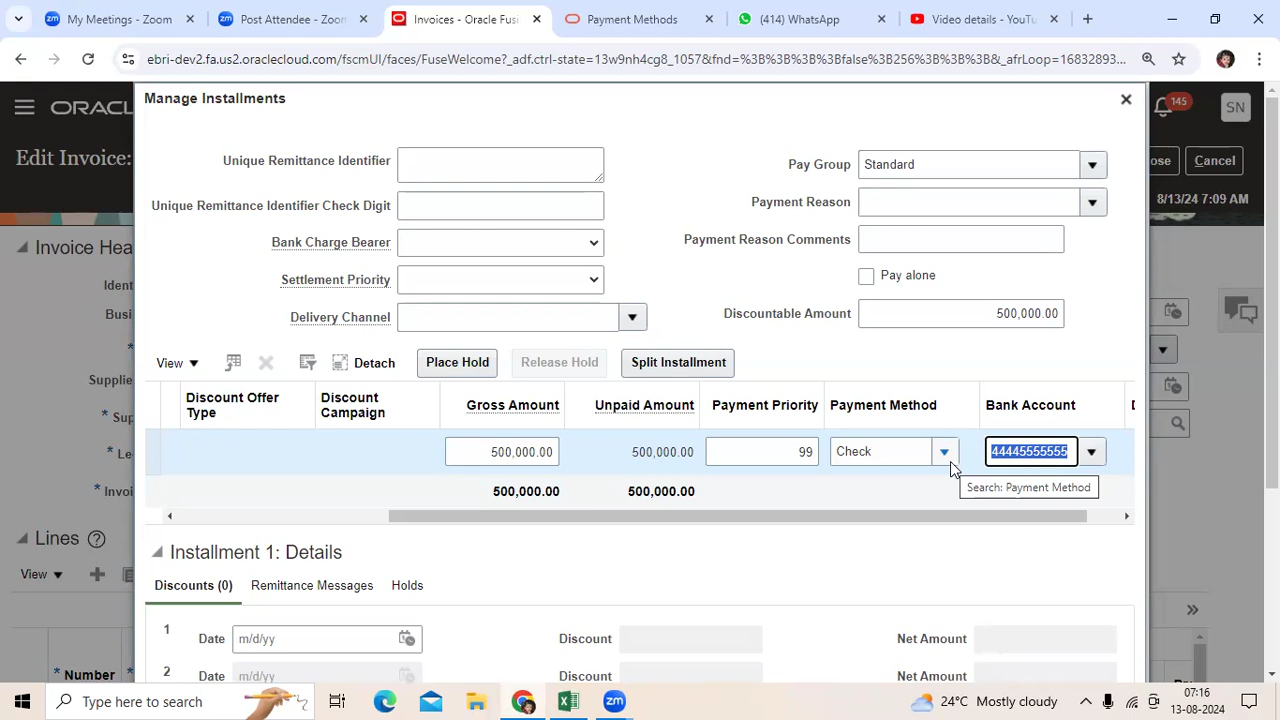 My Meetings - Zoom
Post Attendee - Zoom
Invoices - Oracle Fusi
Payment Methods
(414) WhatsApp
Video details - YouTu
ebri-dev2.fa.us2.oraclecloud.com/fscmUI/faces/FuseWelcome?_adf.ctrl-state=13w9nh4cg8_1057&fnd=%3B%3B%3B%3Bfalse%3B256%3B%3B%3B&_afrLoop=16832893...
Manage Installments
ORACL
145
SN
Edit Invoice:
ose
Cancel
8/13/24 7:09 AM
Unique Remittance Identifier
Pay Group
Standard
Unique Remittance Identifier Check Digit
Payment Reason
Bank Charge Bearer
Payment Reason Comments
Settlement Priority
Pay alone
Delivery Channel
Discountable Amount
500,000.00
Invoice Hea
Ident
Busi
Supplie
* Sup
* Invoi
View
Detach
Place Hold
Release Hold
Split Installment
Discount Offer Type
Discount Campaign
Gross Amount
Unpaid Amount
Payment Priority
Payment Method
Bank Account
D
500,000.00
500,000.00
99
Check
44445555555
500,000.00
500,000.00
Search: Payment Method
Lines
View
Installment 1: Details
Discounts (0)
Remittance Messages
Holds
1
Date
m/d/yy
Discount
Net Amount
2
Date
m/d/yy
Discount
Net Amount
* Number
*
Type here to search
24°C Mostly cloudy
07:16
13-08-2024